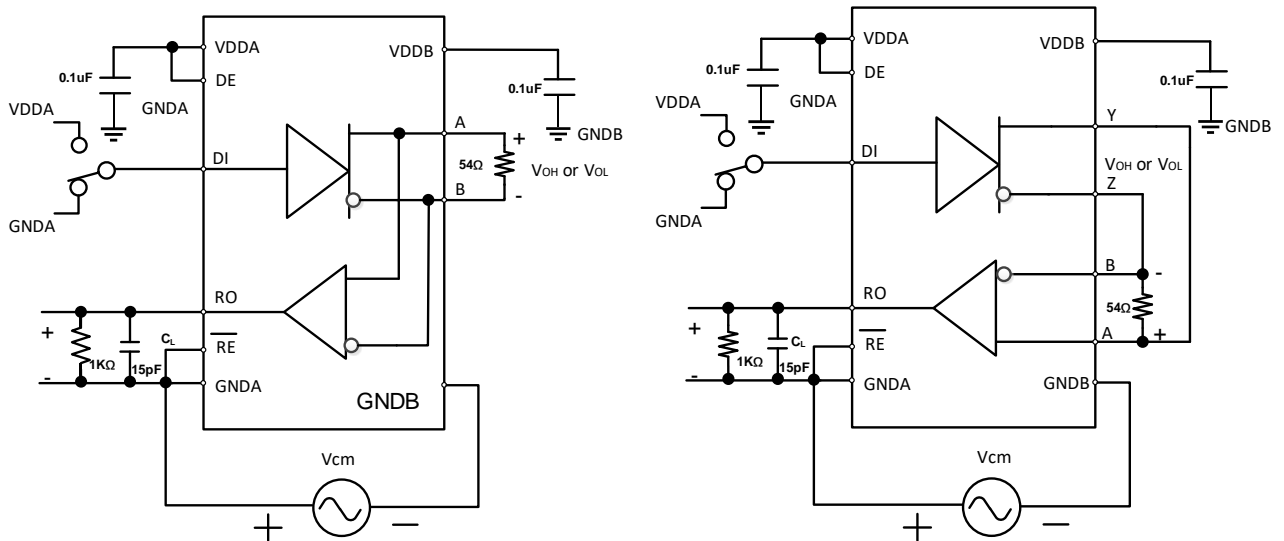 VDDA
VDDB
0.1uF
DE
0.1uF
VDDA
GNDA
GNDB
A
+
DI
54Ω
VOH or VOL
B
-
GNDA
RO
+
CL
RE
1KΩ
15pF
-
GNDA
GNDB
Vcm
+
—
VDDA
VDDB
0.1uF
DE
0.1uF
VDDA
GNDA
GNDB
Y
DI
VOH or VOL
Z
GNDA
B
-
RO
54Ω
+
CL
RE
A
+
1KΩ
15pF
-
GNDA
GNDB
Vcm
+
—